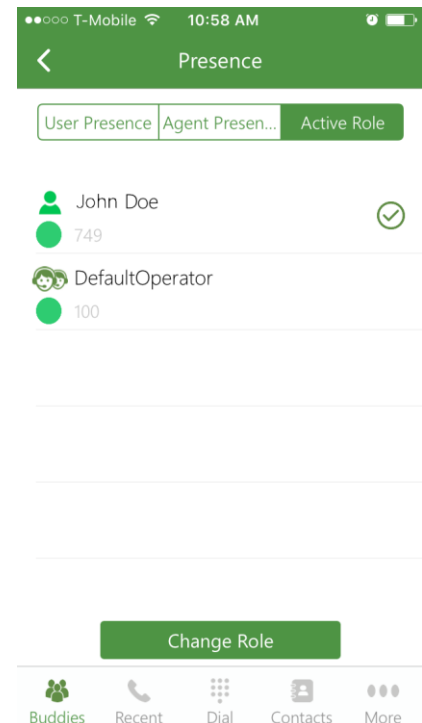 T-Mobile 10:58 AM
Presence
User Presence Agent Presen... Active Role
John Doe
749
DefaultOperator
100
Change Role
Buddies Recent Dial Contacts More